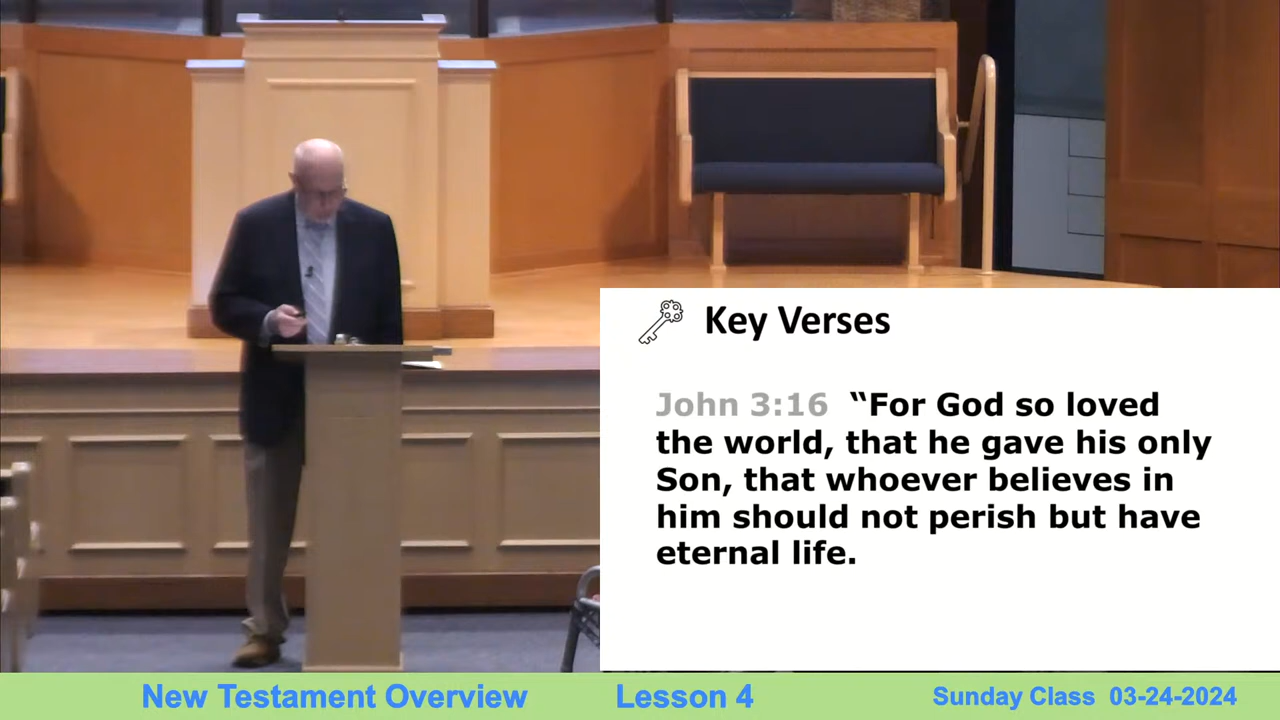 Key Verses
John 3:16 “For God so loved
the world, that he gave his only
Son, that whoever believes in
him should not perish but have
eternal life.
New Testament Overview Lesson 4 Sunday Class 03-24-2024